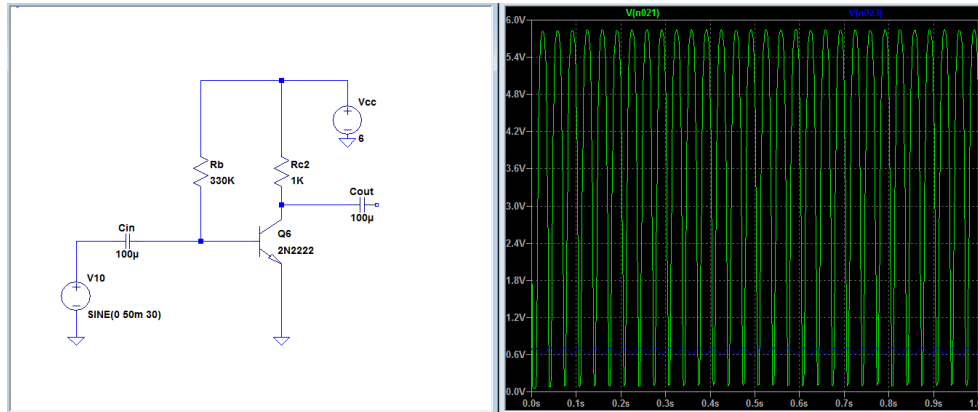 Vcc
6
Rb
330K
Rc2
1K
Cout
100µ
Cin
100µ
Q6
2N2222
V10
SINE(0 50m 30)
V(n021)
V(n023)
6.0V
5.4V
4.8V
4.2V
3.6V
3.0V
2.4V
1.8V
1.2V
0.6V
0.0V
0.0s 0.1s 0.2s 0.3s 0.4s 0.5s 0.6s 0.7s 0.8s 0.9s